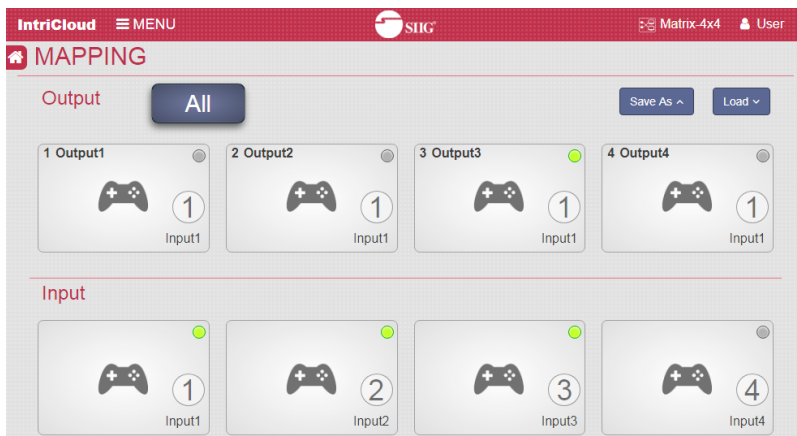 IntriCloud MENU SIIG Matrix-4x4 User
MAPPING
Output All Save As Load
1 Output1 2 Output2 3 Output3 4 Output4
1 1 1 1
Input1 Input1 Input1 Input1
Input
1 2 3 4
Input1 Input2 Input3 Input4